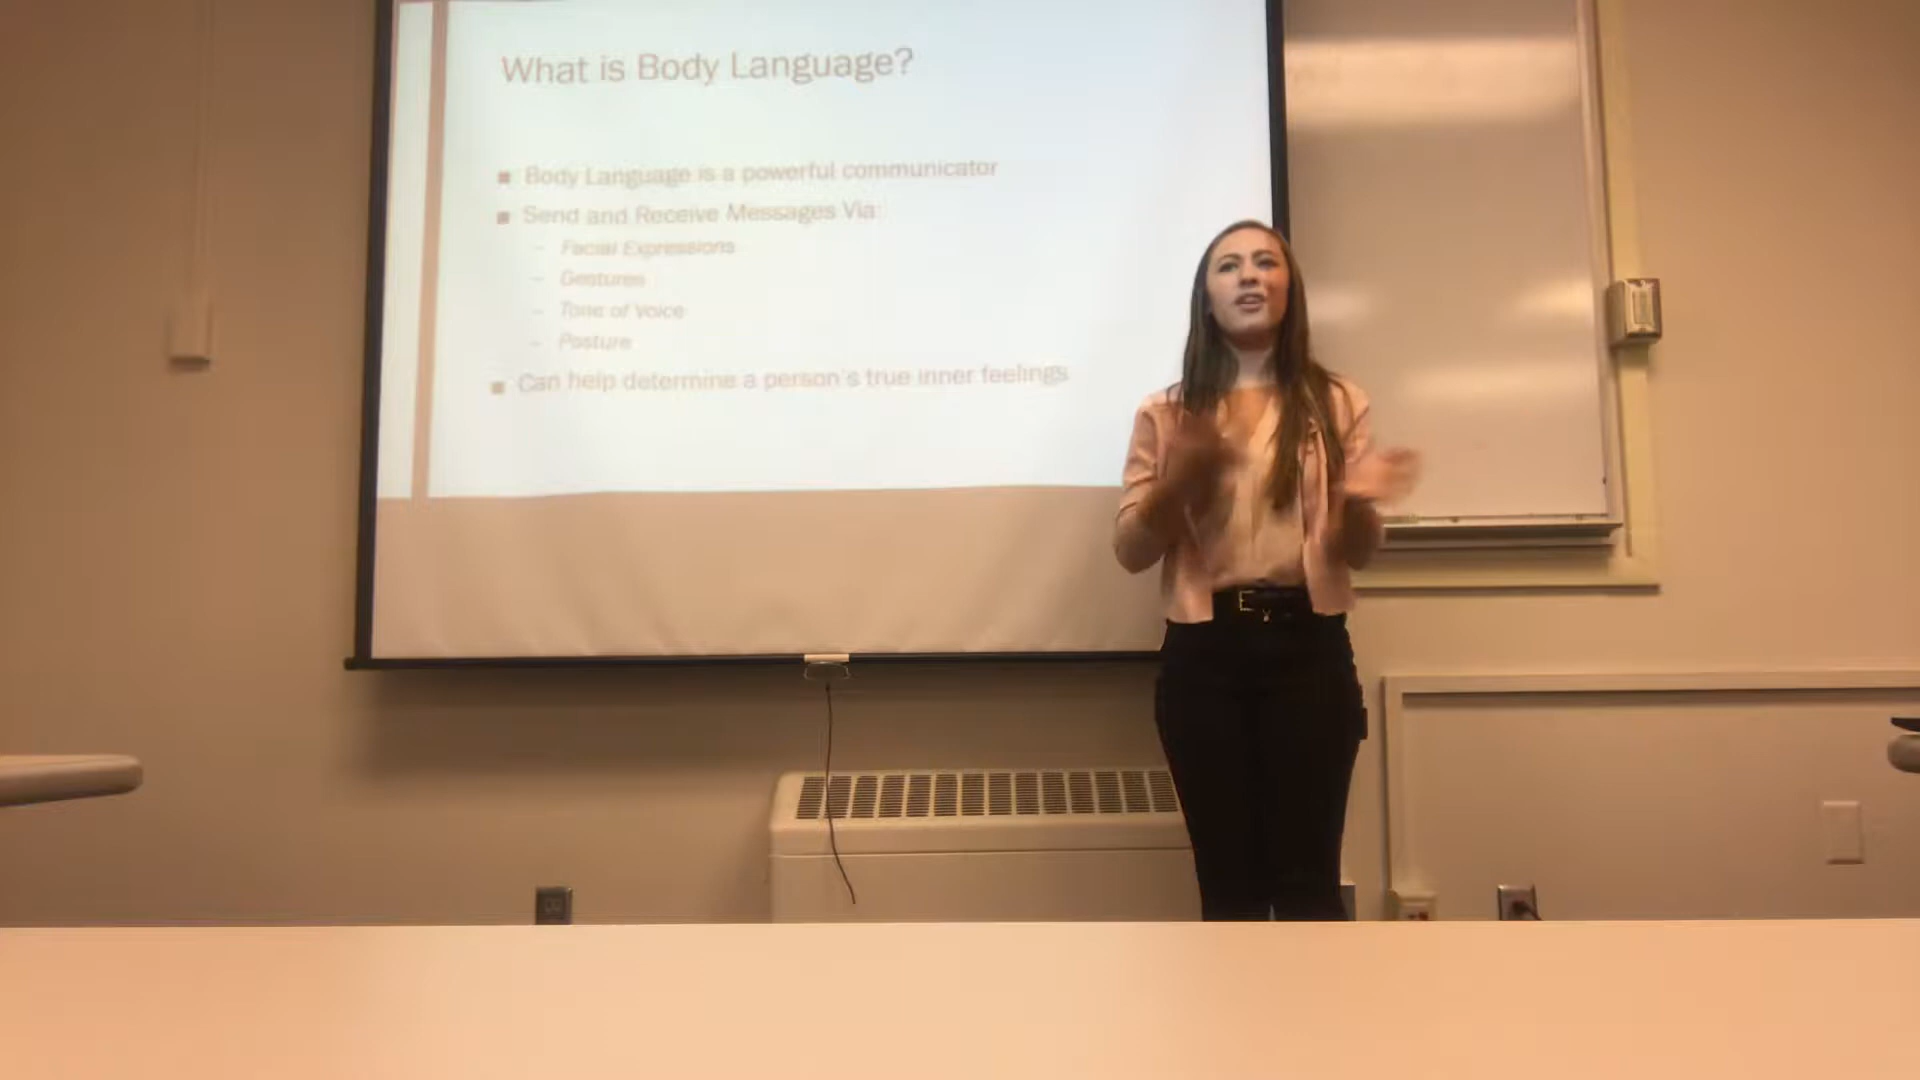 What is Body Language?
Body Language is a powerful communicator
Send and Receive Messages Via:
Facial Expressions
Gestures
Tone of Voice
Posture
Can help determine a person's true inner feelings